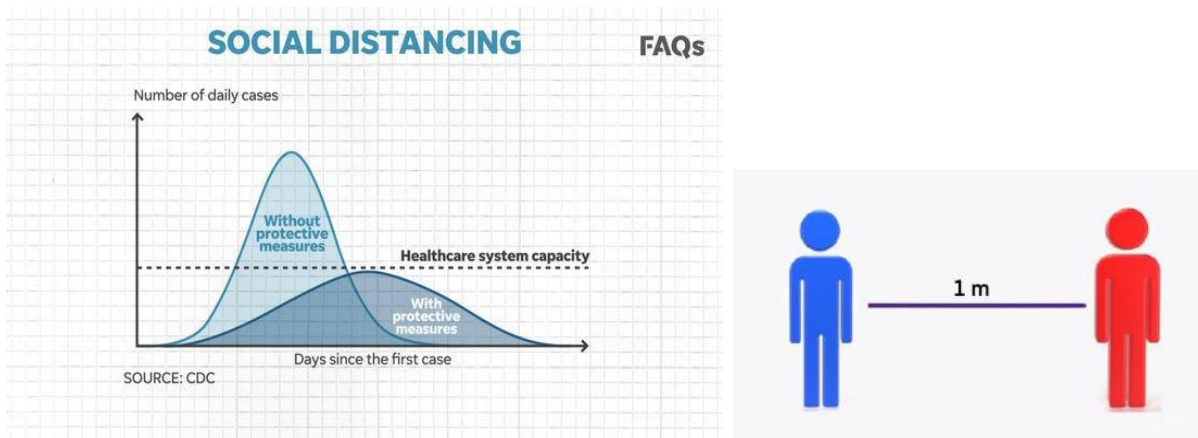 SOCIAL DISTANCING
FAQs
Number of daily cases
Without
protective
measures
Healthcare system capacity
With
protective
measures
Days since the first case
SOURCE: CDC
1 m